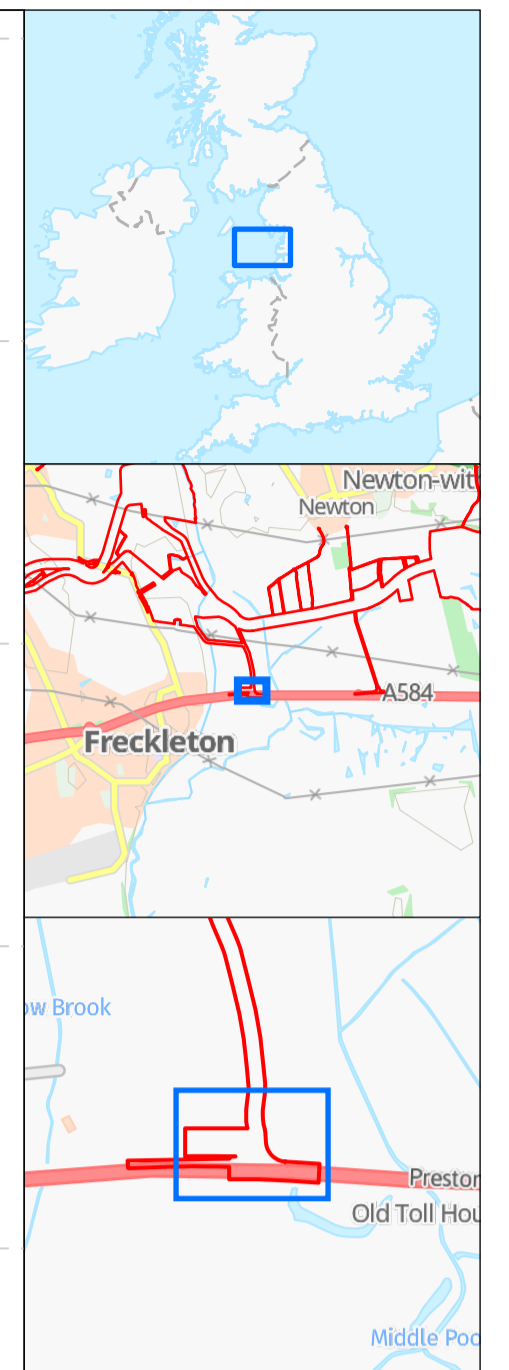 Newton-wit
Newton
A584
Freckleton
ow Brook
Preston
Old Toll Hou
Middle Poo